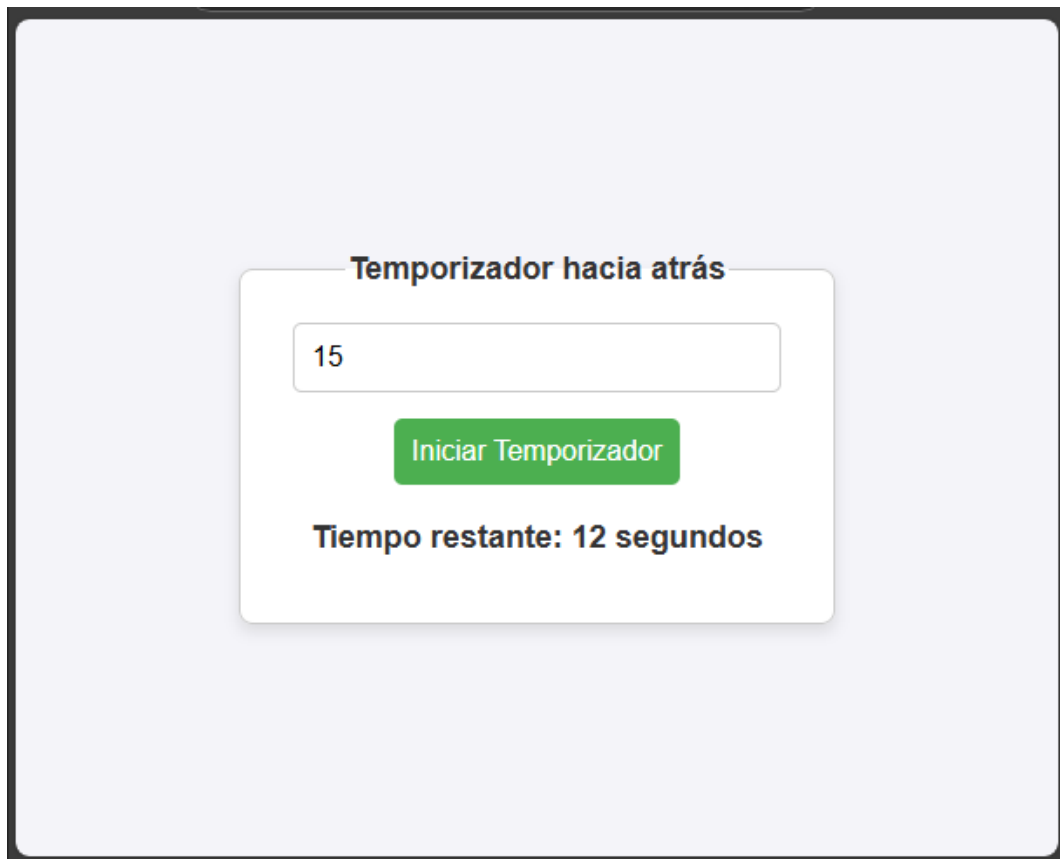 Temporizador hacia atrás
15
Iniciar Temporizador
Tiempo restante: 12 segundos